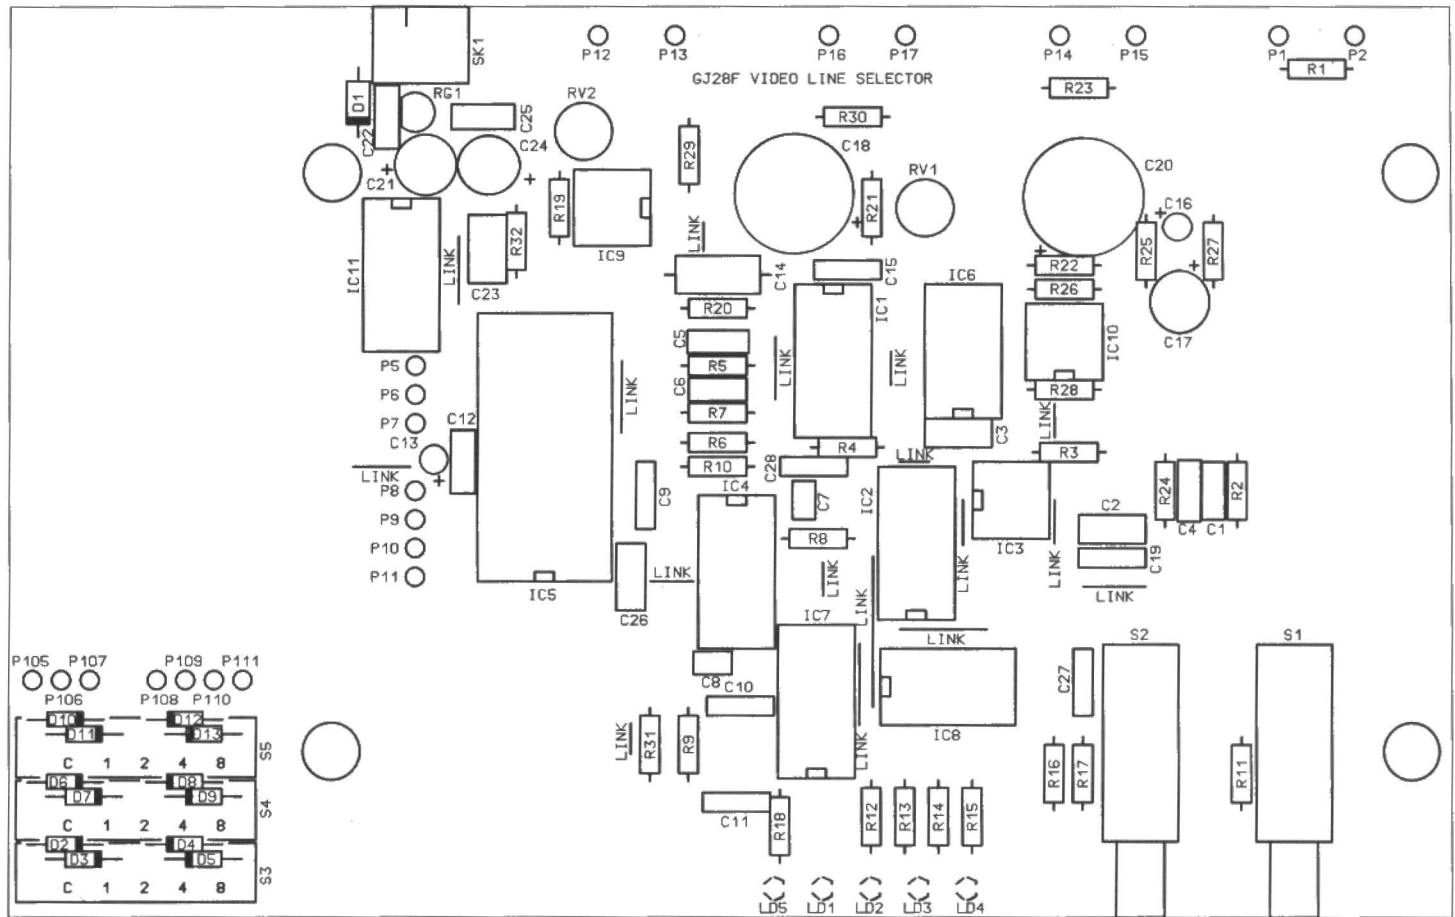 SK1
P12
P13
P16
P17
P14
P15
P1
P2
GJ28F VIDEO LINE SELECTOR
R1
R23
D1
RG1
C25
RV2
R30
C22
C24
R29
C18
C20
+
+
C21
R19
RV1
R21
C16
+
R32
+
R25
R27
LINK
IC9
+
R22
+
IC11
LINK
C23
C14
C15
IC6
R26
R20
IC1
C17
C5
IC10
P5
R5
LINK
LINK
P6
LINK
C6
R28
P7
R7
C12
LINK
C13
C3
R6
R4
R3
LINK
+
R10
C28
LINK
P8
IC4
IC2
R24
R2
C9
C7
C4
C1
P9
C2
R8
IC3
P10
C19
P11
LINK
LINK
LINK
LINK
LINK
IC5
C26
LINK
IC7
LINK
S2
S1
P105
P107
P109
P111
C8
C27
P106
P108
P110
C10
D10
D12
D11
D13
S5
LINK
R31
R9
LINK
IC8
R16
R17
R11
C 1 2 4 8
D6
D8
D7
D9
S4
C11
R18
R12
R13
R14
R15
C 1 2 4 8
D2
D4
D3
D5
S3
C 1 2 4 8
LD5
LD1
LD2
LD3
LD4